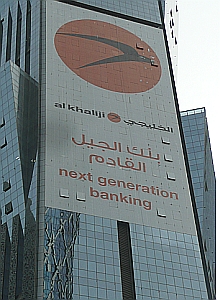 al khaliji الخليجي
بنك الجيل
القادم
next generation
banking